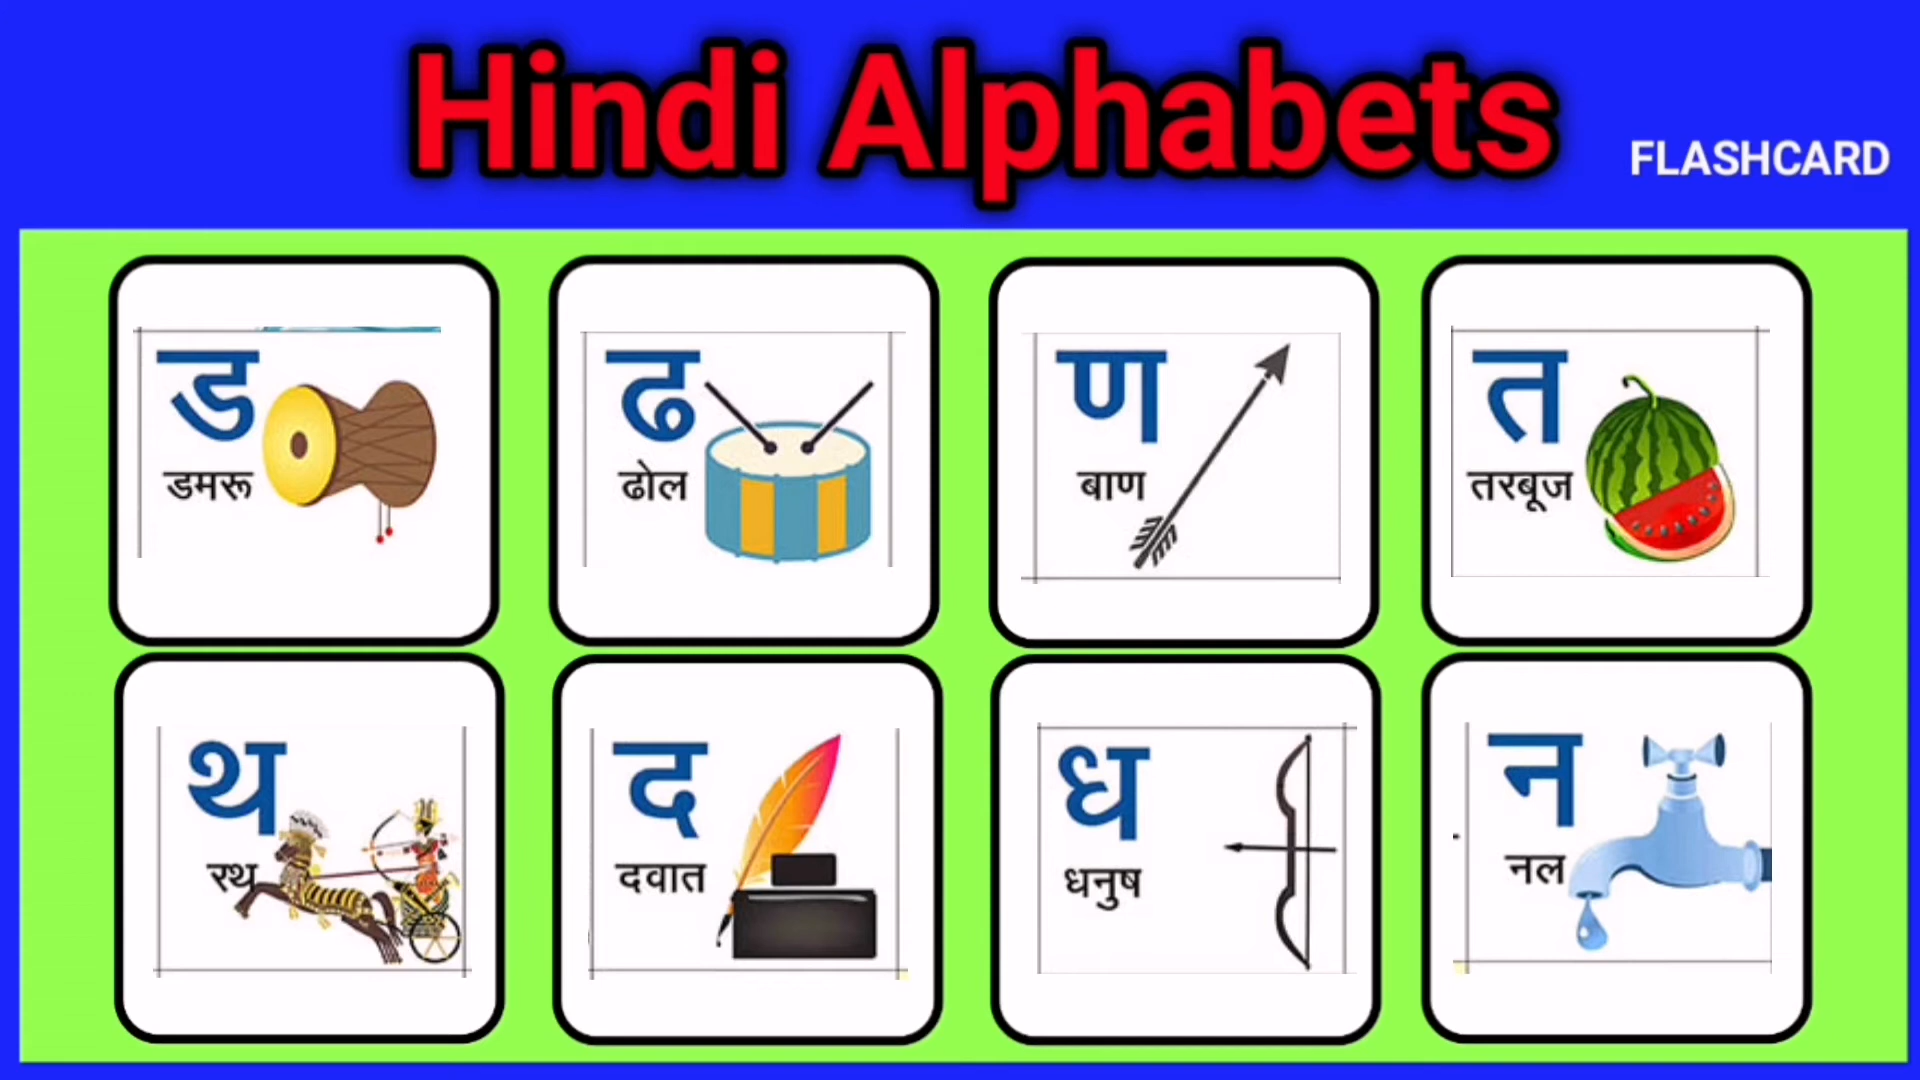 Hindi Alphabets
FLASHCARD
ड
डमरू
ढ
ढोल
ण
बाण
त
तरबूज
थ
रथ
द
दवात
ध
धनुष
न
नल